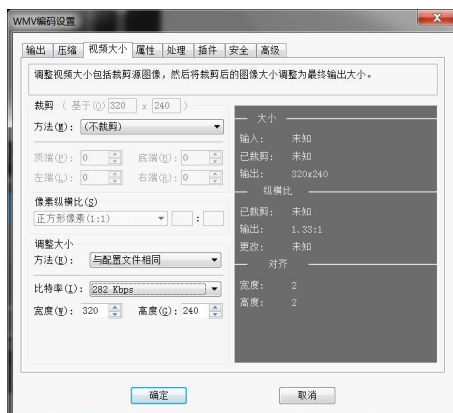 WMV编码设置
输出 压缩 视频大小 属性 处理 插件 安全 高级
调整视频大小包括裁剪源图像，然后将裁剪后的图像大小调整为最终输出大小。
裁剪 ( 基于(O) 320 x 240 )
方法(M)： (不裁剪)
顶端(P)： 0 底端(B)： 0
左端(L)： 0 右端(R)： 0
像素纵横比(S)
正方形像素(1:1) :
调整大小
方法(E)： 与配置文件相同
比特率(I)： 282 Kbps
宽度(W)： 320 高度(G)： 240
大小
输入： 未知
已裁剪： 未知
输出： 320x240
纵横比
已裁剪： 未知
输出： 1.33:1
更改： 未知
对齐
宽度： 2
高度： 2
确定 取消